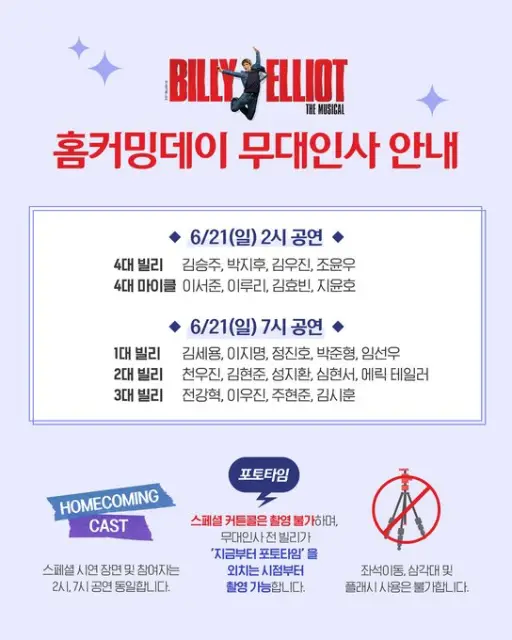 BILLY ELLIOT
THE MUSICAL
홈커밍데이 무대인사 안내
6/21(일) 2시 공연
4대 빌리 김승주, 박지후, 김우진, 조윤우
4대 마이클 이서준, 이루리, 김효빈, 지윤호
6/21(일) 7시 공연
1대 빌리 김세용, 이지명, 정진호, 박준형, 임선우
2대 빌리 천우진, 김현준, 성지환, 심현서, 에릭 테일러
3대 빌리 전강혁, 이우진, 주현준, 김시훈
HOMECOMING
CAST
스페셜 시연 장면 및 참여자는
2시, 7시 공연 동일합니다.
포토타임
스페셜 커튼콜은 촬영 불가하며,
무대인사 전 빌리가
'지금부터 포토타임' 을
외치는 시점부터
촬영 가능합니다.
좌석이동, 삼각대 및
플래시 사용은 불가합니다.